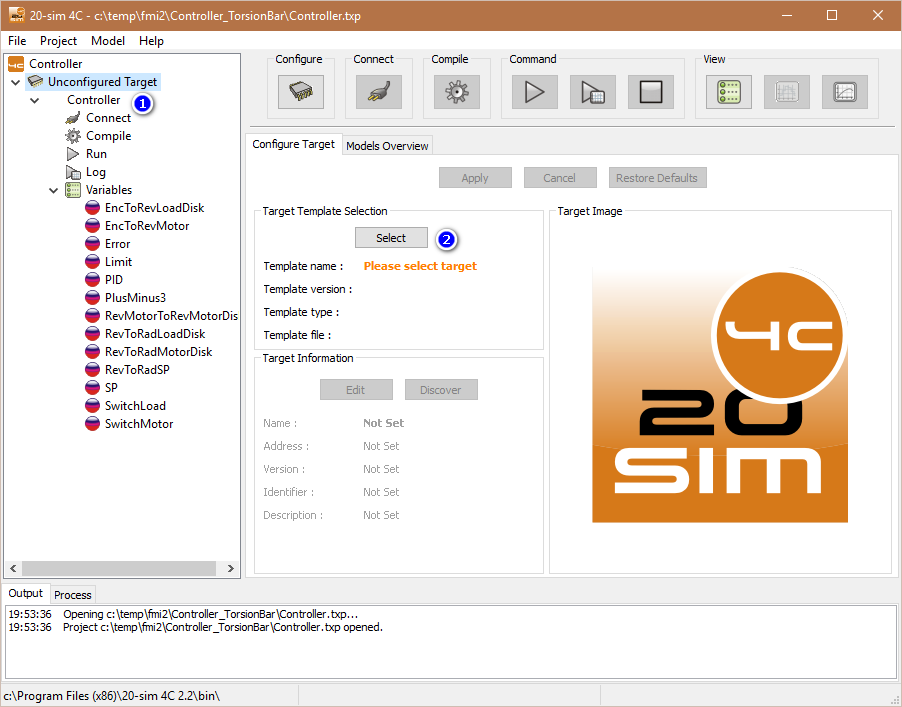 20-sim 4C - c:\temp\fmi2\Controller_TorsionBar\Controller.txp
File Project Model Help
Controller
Unconfigured Target
Controller
1
Connect
Compile
Run
Log
Variables
EncToRevLoadDisk
EncToRevMotor
Error
Limit
PID
PlusMinus3
RevMotorToRevMotorDis
RevToRadLoadDisk
RevToRadMotorDisk
RevToRadSP
SP
SwitchLoad
SwitchMotor
Configure Connect Compile Command View
Configure Target Models Overview
Apply Cancel Restore Defaults
Target Template Selection
Select
2
Template name : Please select target
Template version :
Template type :
Template file :
Target Information
Edit Discover
Name : Not Set
Address : Not Set
Version : Not Set
Identifier : Not Set
Description : Not Set
Target Image
4C
20
SIM
Output Process
19:53:36 Opening c:\temp\fmi2\Controller_TorsionBar\Controller.txp...
19:53:36 Project c:\temp\fmi2\Controller_TorsionBar\Controller.txp opened.
c:\Program Files (x86)\20-sim 4C 2.2\bin\